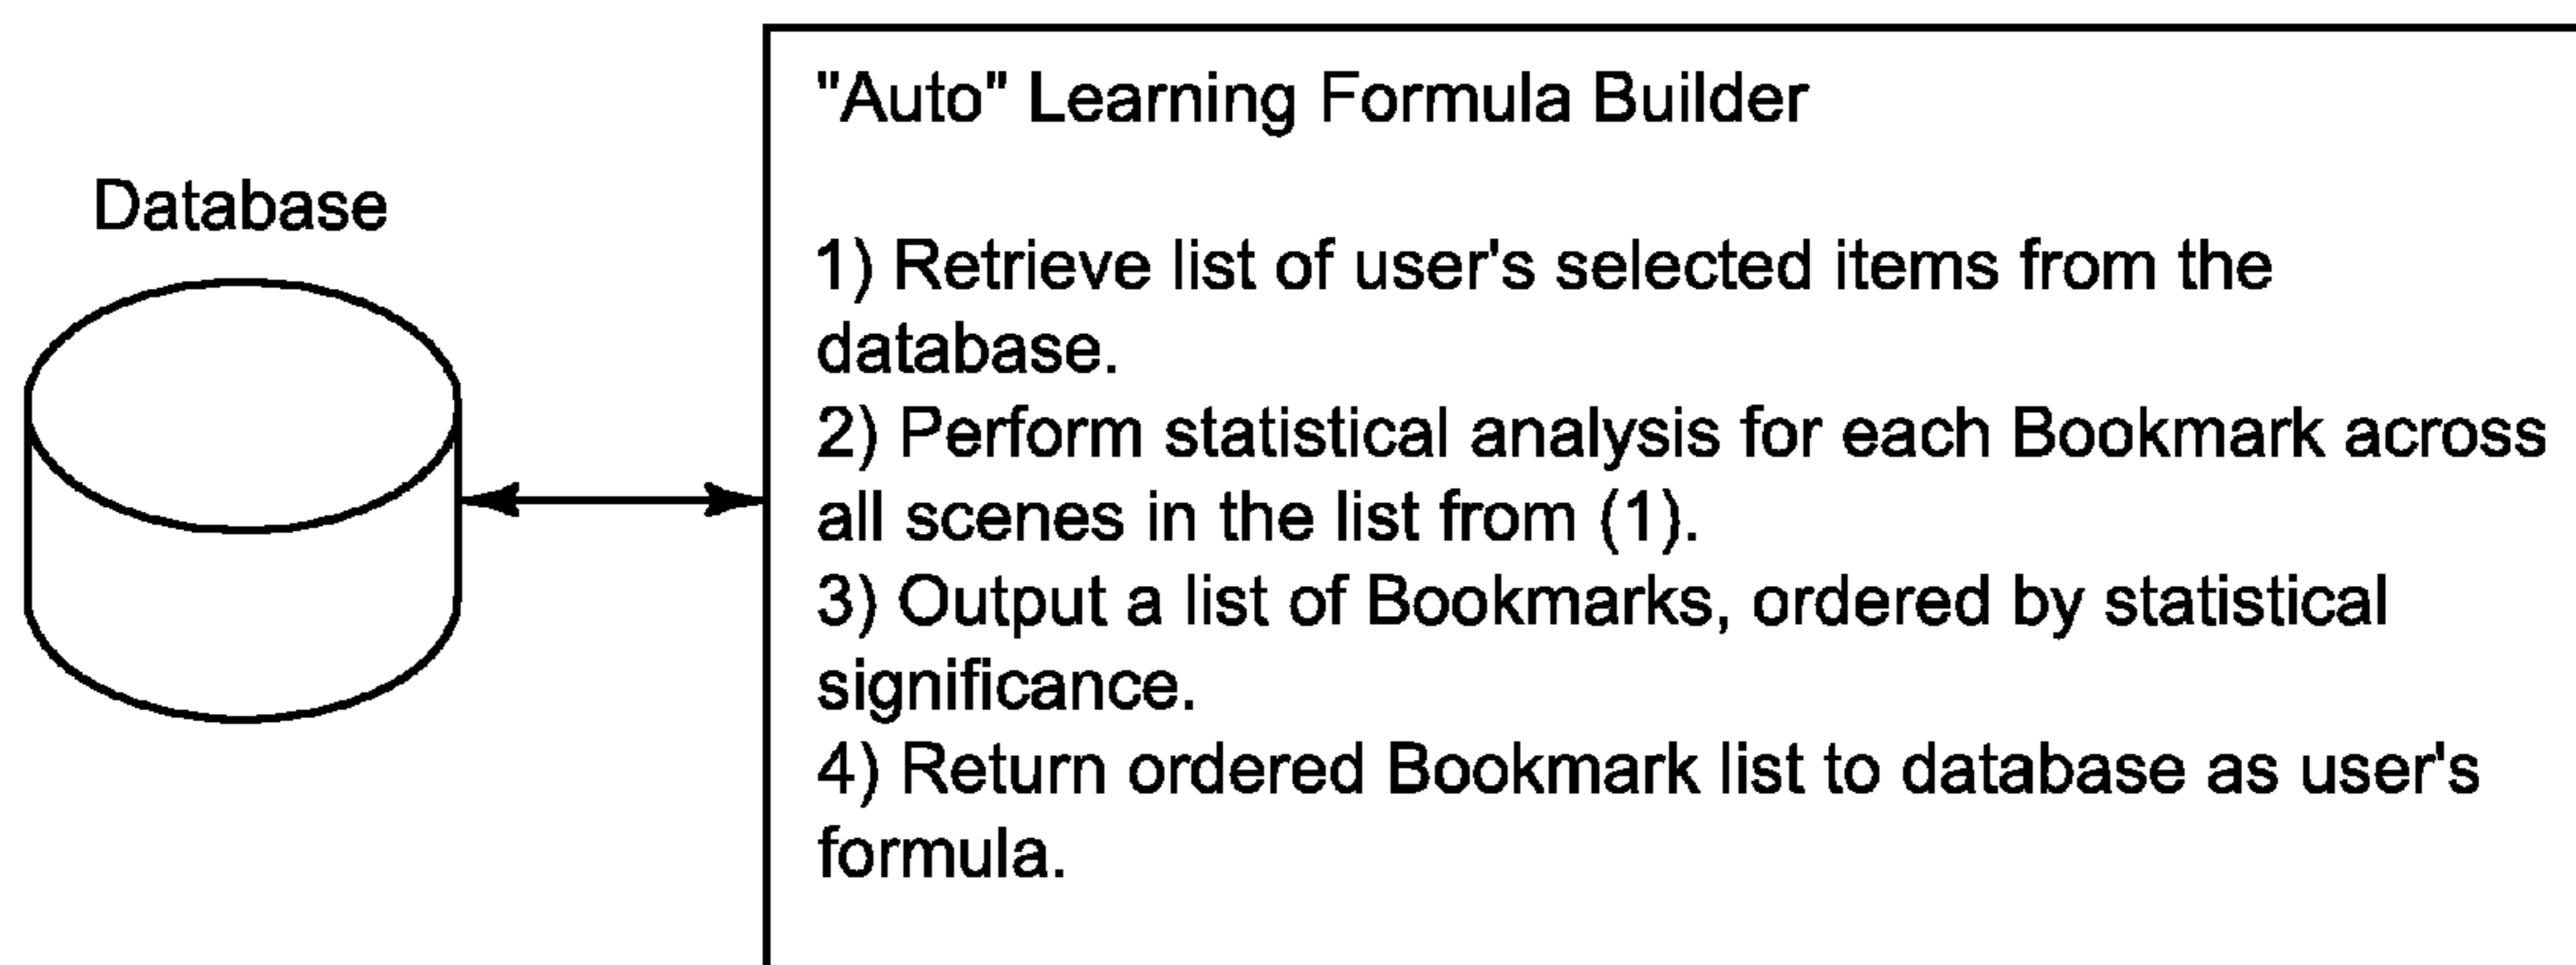 "Auto" Learning Formula Builder
Database
1) Retrieve list of user's selected items from the
database.
2) Perform statistical analysis for each Bookmark across
all scenes in the list from (1).
3) Output a list of Bookmarks, ordered by statistical
significance.
4) Return ordered Bookmark list to database as user's
formula.